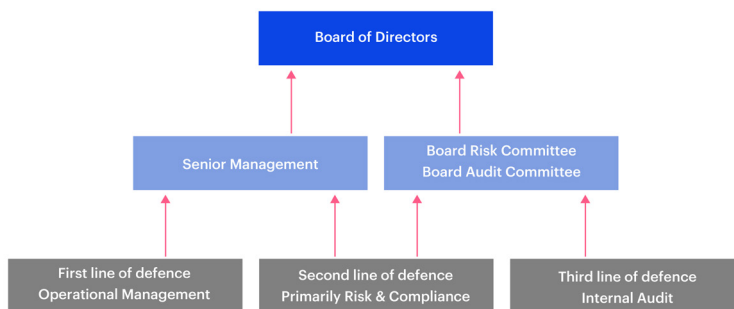 Board of Directors
Senior Management
Board Risk Committee
Board Audit Committee
First line of defence
Operational Management
Second line of defence
Primarily Risk & Compliance
Third line of defence
Internal Audit